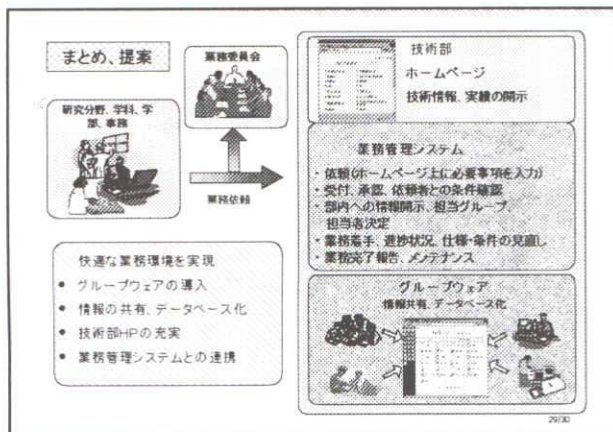 まとめ、提案
業務委員会
研究分野、学科、学
部、事務
業務依頼
快適な業務環境を実現
• グループウェアの導入
• 情報の共有、データベース化
• 技術部HPの充実
• 業務管理システムとの連携
技術部
ホームページ
技術情報、実績の開示
業務管理システム
・依頼(ホームページ上に必要事項を入力)
・受付、承認、依頼者との条件確認
・部内への情報開示、担当グループ、
担当者決定
・業務着手、進捗状況、仕様・条件の見直し
・業務完了報告、メンテナンス
グループウェア
情報共有、データベース化
29/30